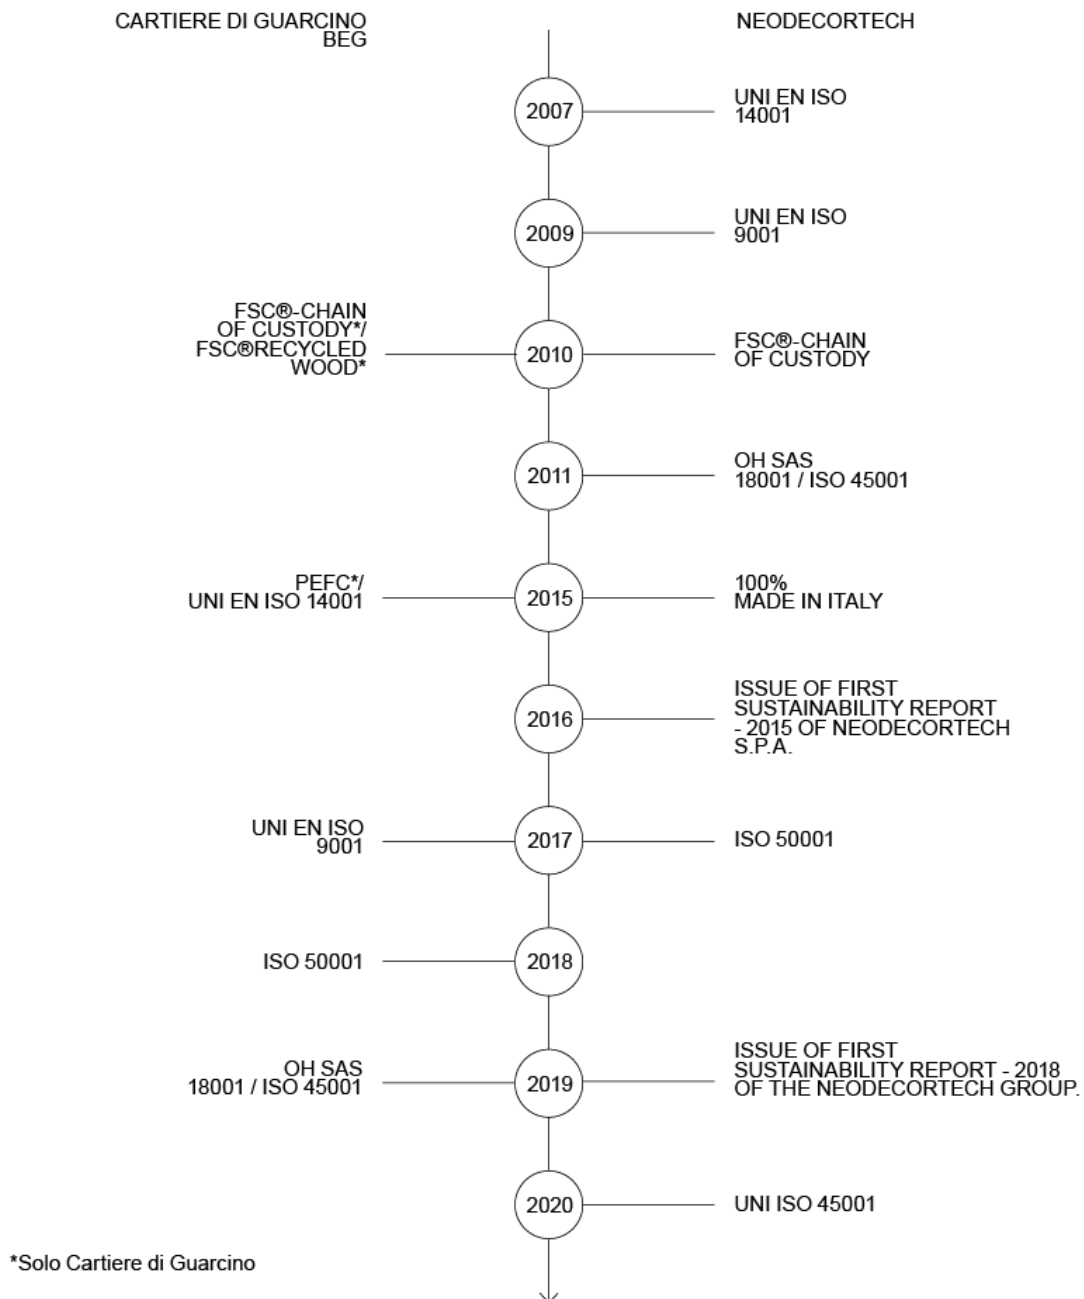 CARTIERE DI GUARCINO
BEG
NEODECORTECH
2007
UNI EN ISO
14001
2009
UNI EN ISO
9001
FSC®-CHAIN
OF CUSTODY*/
FSC®RECYCLED
WOOD*
2010
FSC®-CHAIN
OF CUSTODY
2011
OH SAS
18001 / ISO 45001
PEFC*/
UNI EN ISO 14001
2015
100%
MADE IN ITALY
2016
ISSUE OF FIRST
SUSTAINABILITY REPORT
- 2015 OF NEODECORTECH
S.P.A.
UNI EN ISO
9001
2017
ISO 50001
ISO 50001
2018
OH SAS
18001 / ISO 45001
2019
ISSUE OF FIRST
SUSTAINABILITY REPORT - 2018
OF THE NEODECORTECH GROUP.
2020
UNI ISO 45001
*Solo Cartiere di Guarcino